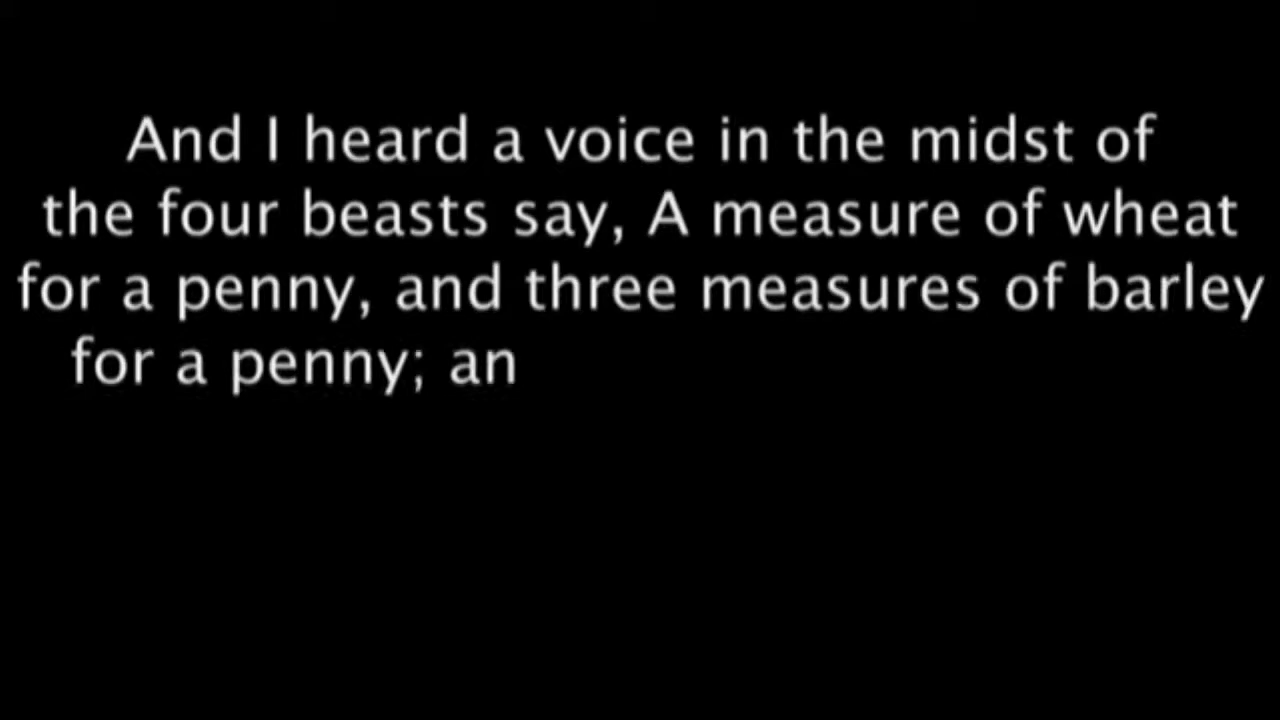 And I heard a voice in the midst of
the four beasts say, A measure of wheat
for a penny, and three measures of barley
for a penny; an